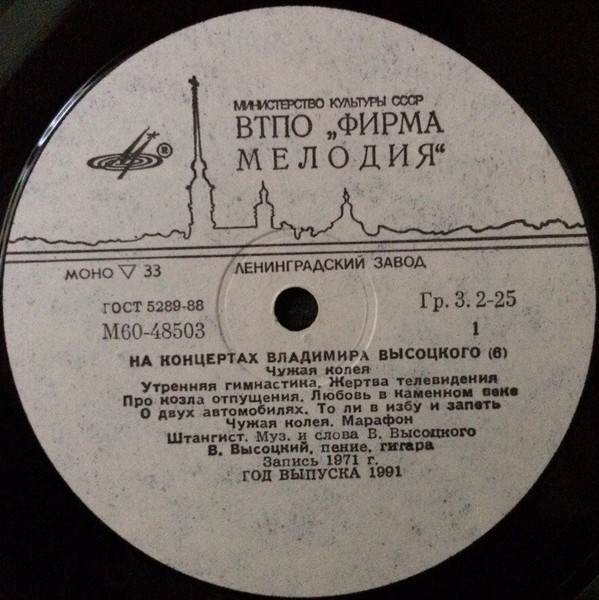 МИНИСТЕРСТВО КУЛЬТУРЫ СССР
ВТПО „ФИРМА
МЕЛОДИЯ“
®
МОНО ▽ 33 ЛЕНИНГРАДСКИЙ ЗАВОД
ГОСТ 5289-88 Гр. 3. 2-25
М60-48503 1
НА КОНЦЕРТАХ ВЛАДИМИРА ВЫСОЦКОГО (6)
Чужая колея
Утренняя гимнастика. Жертва телевидения
Про козла отпущения. Любовь в каменном веке
О двух автомобилях. То ли в избу и запеть
Чужая колея. Марафон
Штангист. Муз. и слова В. Высоцкого
В. Высоцкий, пение, гитара
Запись 1971 г.
ГОД ВЫПУСКА 1991